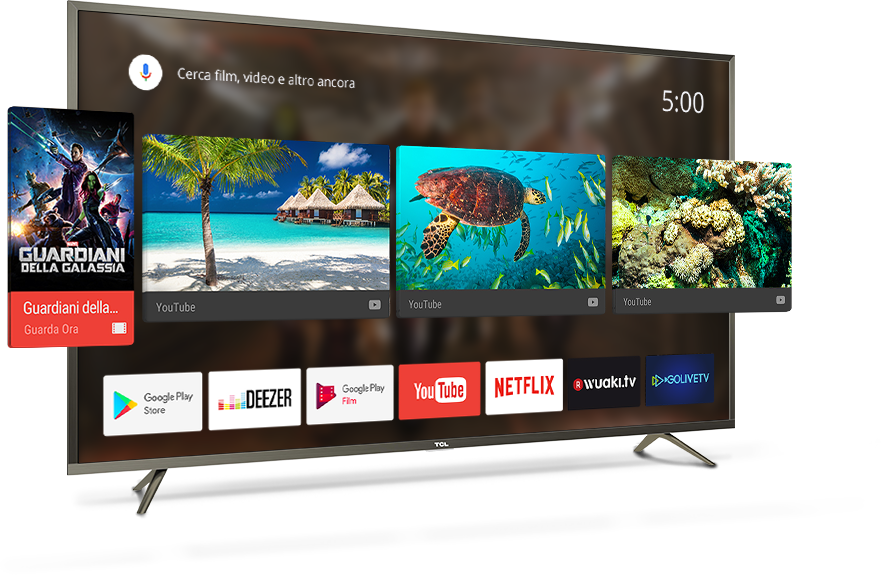 Cerca film, video e altro ancora
5:00
MARVEL
GUARDIANI
DELLA GALASSIA
Guardiani della...
Guarda Ora
YouTube
YouTube
YouTube
Google Play
Store
DEEZER
Google Play
Film
YouTube
NETFLIX
R wuaki.tv
GOLIVETV
TCL